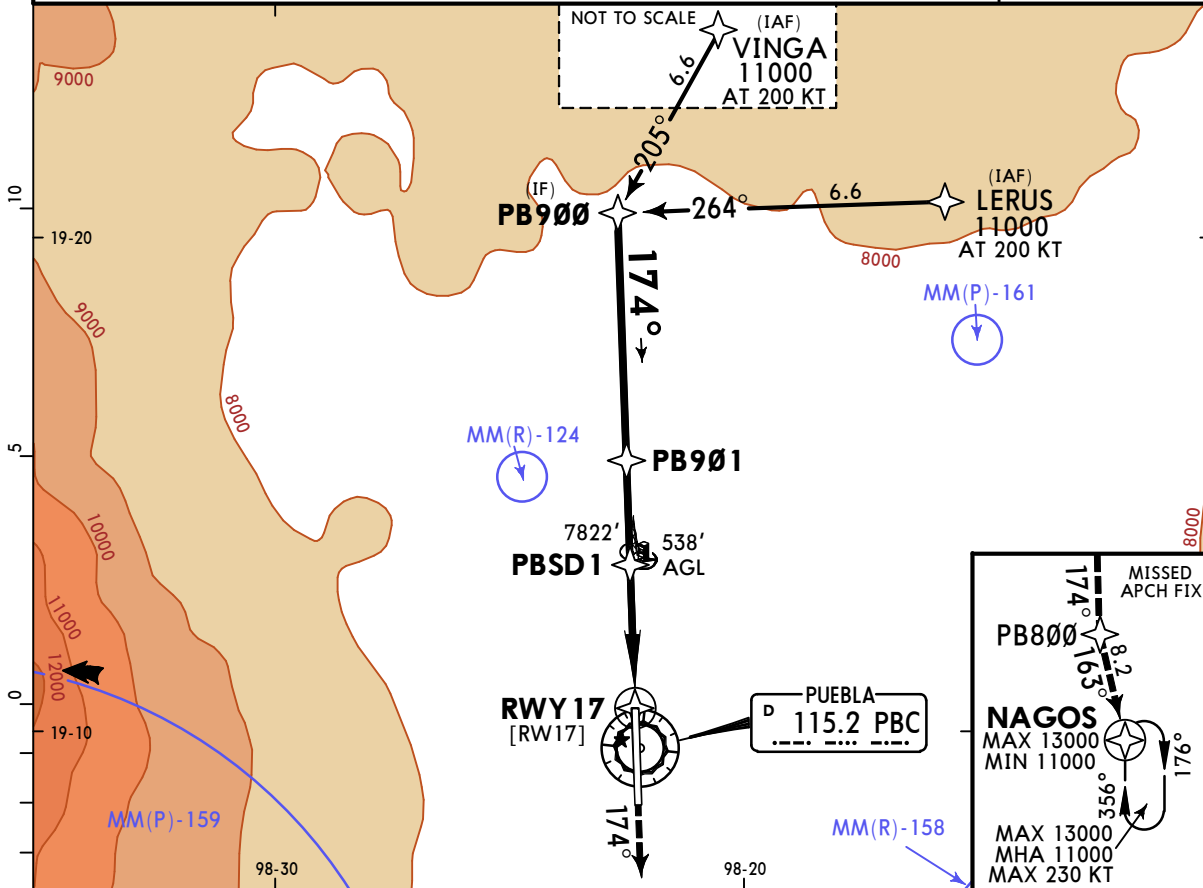 NOT TO SCALE
(IAF)
VINGA
11000
AT 200 KT
6.6
205°
9000
(IF)
PB9ØØ
264°
6.6
(IAF)
LERUS
11000
AT 200 KT
8000
10
19-20
174°
MM(P)-161
9000
8000
MM(R)-124
5
PB9Ø1
10000
7822'
538'
AGL
PBSD1
8000
11000
12000
0
19-10
RWY 17
[RW17]
PUEBLA
D 115.2 PBC
174°
MM(P)-159
98-30
98-20
MM(R)-158
MISSED
APCH FIX
174°
PB8ØØ
8.2
163°
NAGOS
MAX 13000
MIN 11000
176°
356°
MAX 13000
MHA 11000
MAX 230 KT